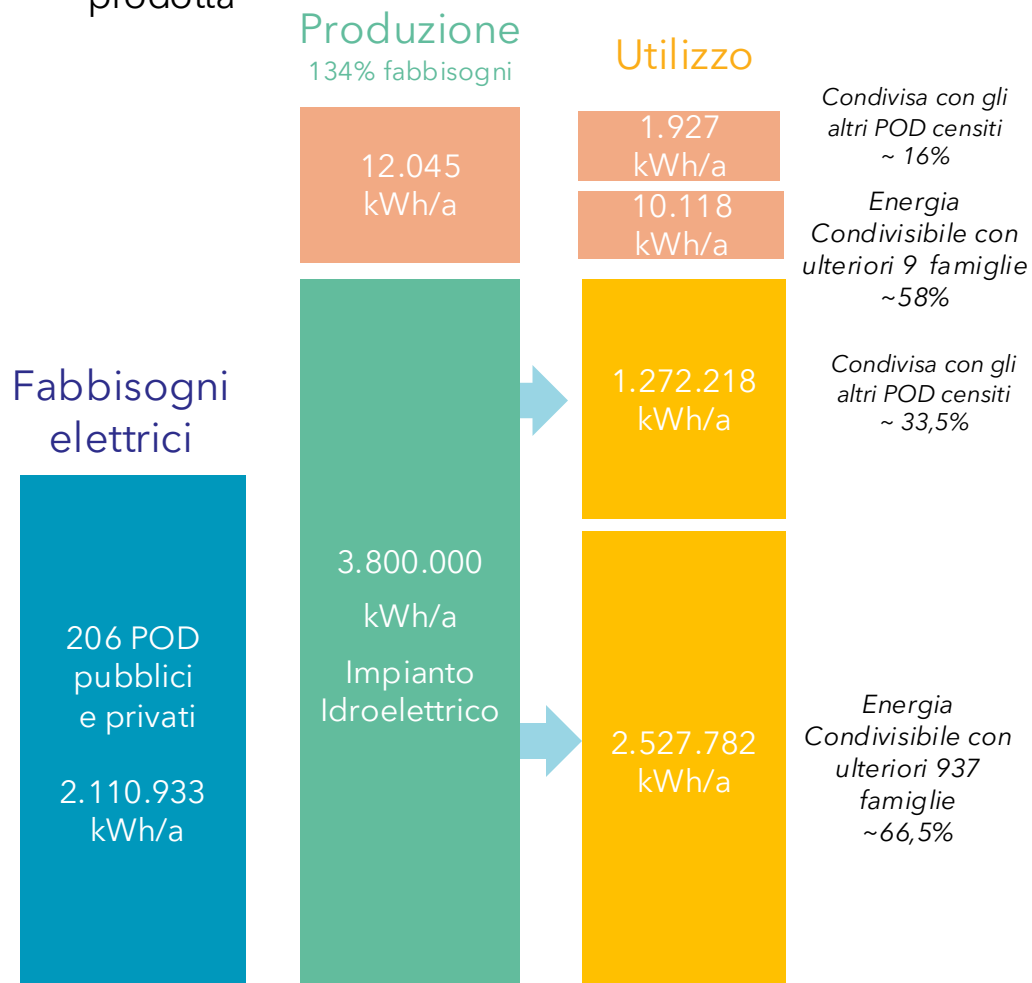 prodotta
Produzione
134% fabbisogni
Utilizzo
12.045
kWh/a
1.927
kWh/a
Condivisa con gli
altri POD censiti
~ 16%
10.118
kWh/a
Energia
Condivisibile con
ulteriori 9 famiglie
~58%
Fabbisogni
elettrici
1.272.218
kWh/a
Condivisa con gli
altri POD censiti
~ 33,5%
206 POD
pubblici
e privati
2.110.933
kWh/a
3.800.000
kWh/a
Impianto
Idroelettrico
2.527.782
kWh/a
Energia
Condivisibile con
ulteriori 937
famiglie
~66,5%